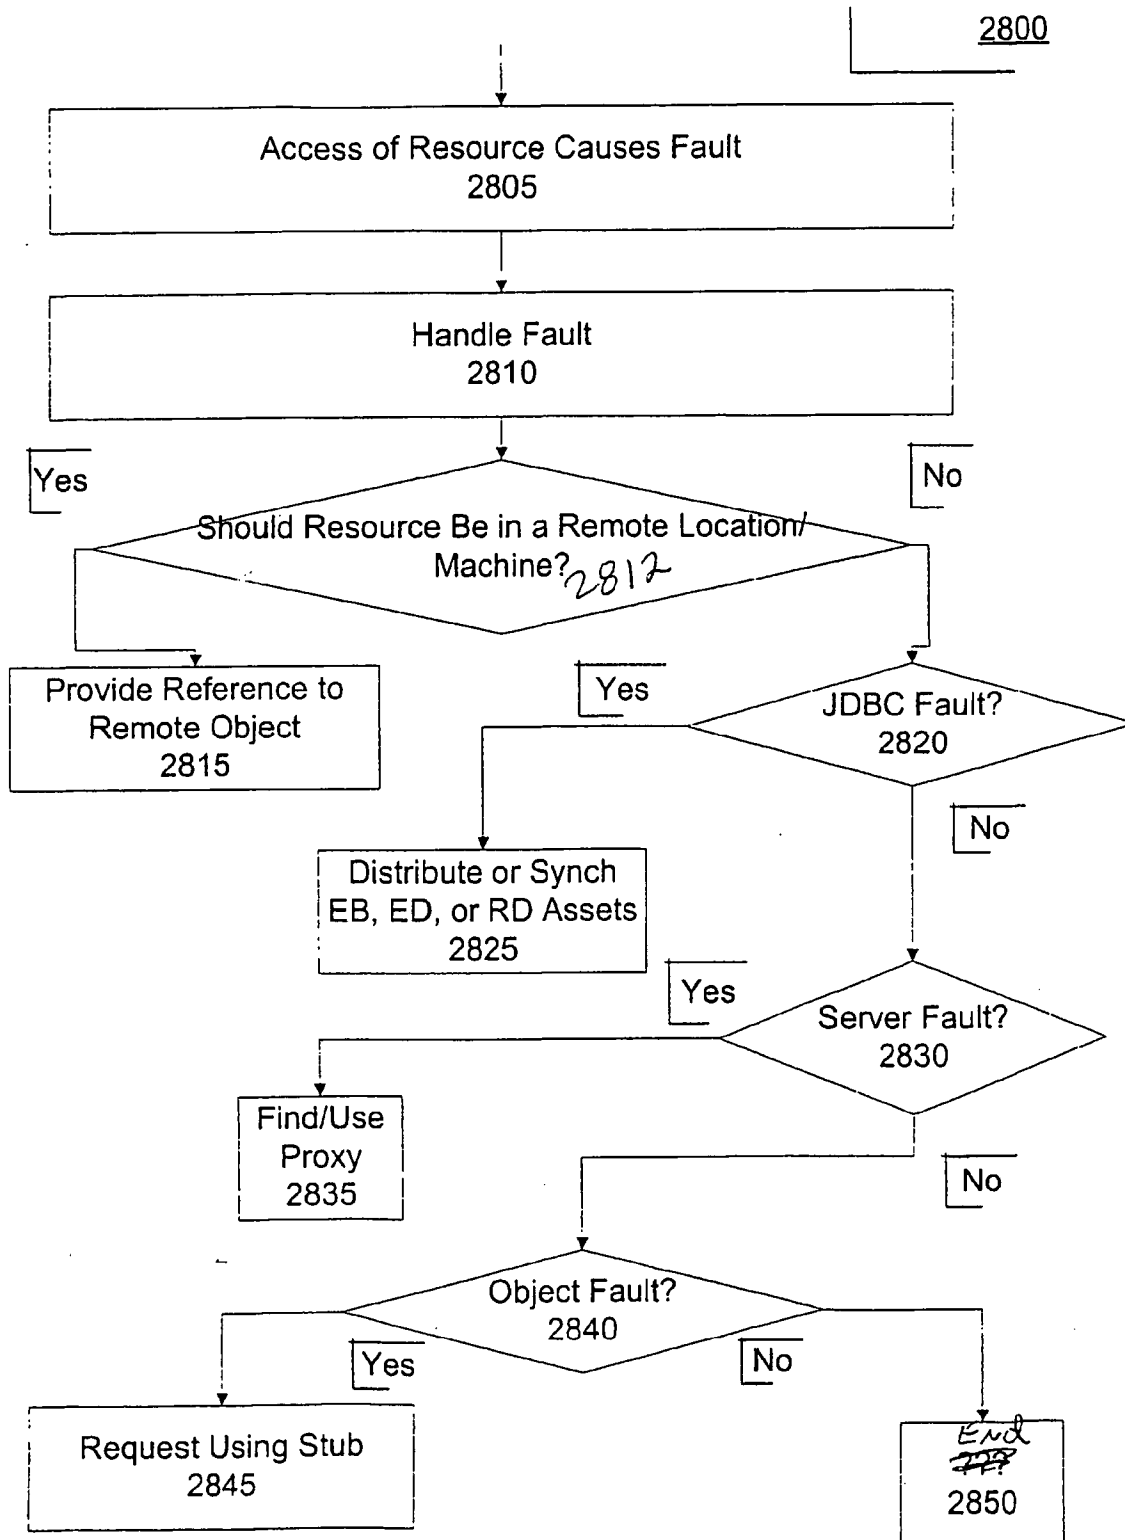 2800
Access of Resource Causes Fault
2805
Handle Fault
2810
Yes
No
Should Resource Be in a Remote Location/
Machine? 2812
Provide Reference to
Remote Object
2815
Yes
JDBC Fault?
2820
No
Distribute or Synch
EB, ED, or RD Assets
2825
Yes
Server Fault?
2830
Find/Use
Proxy
2835
No
Object Fault?
2840
Yes
No
Request Using Stub
2845
End
???
2850